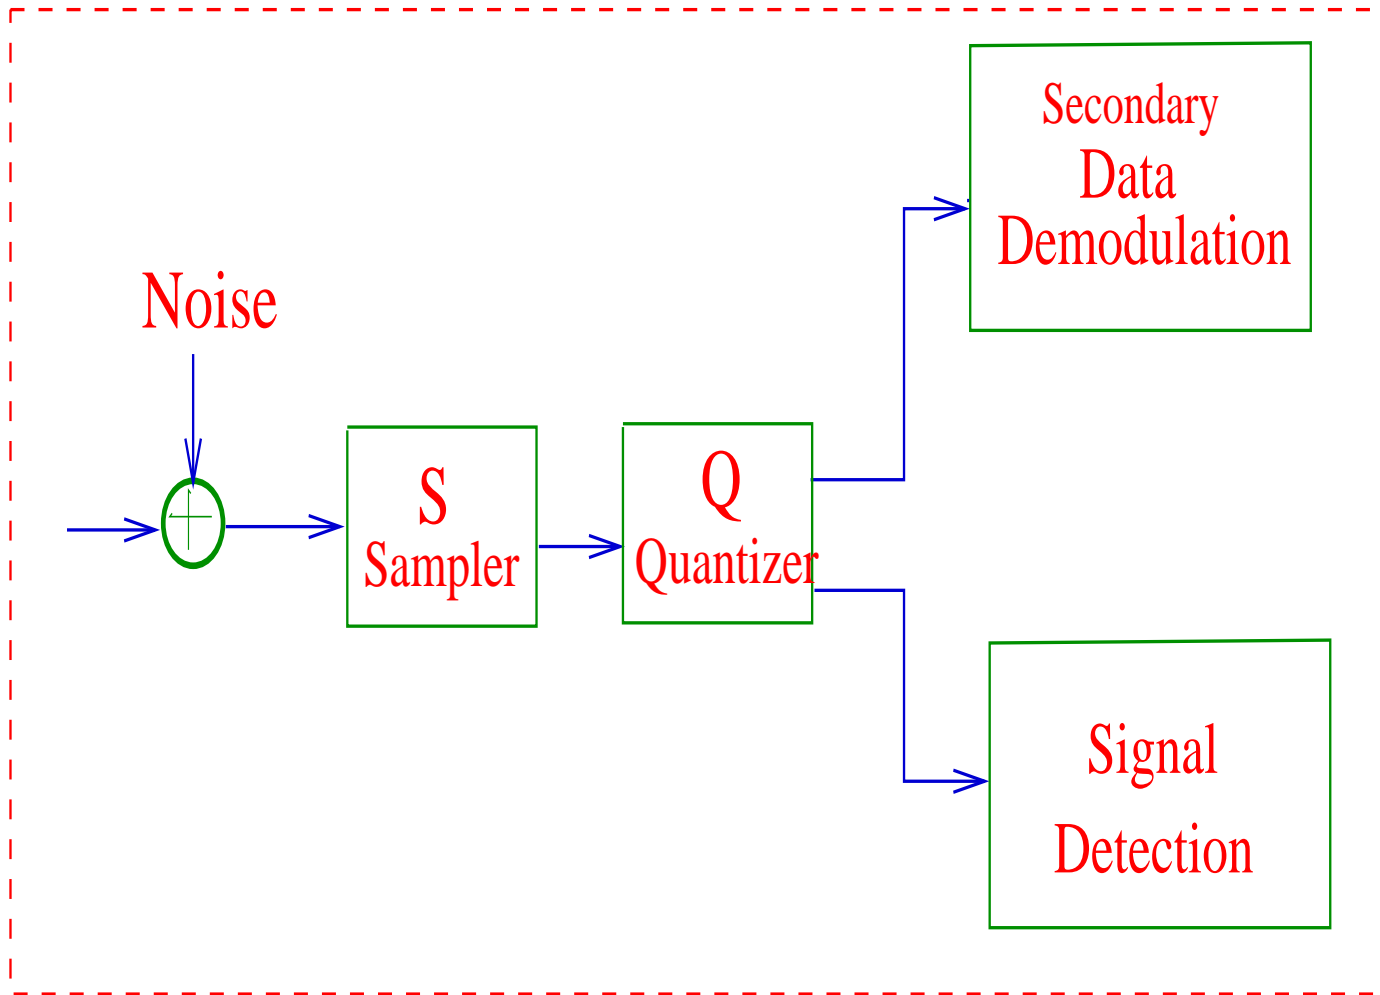 Noise
S
Sampler
Q
Quantizer
Secondary
Data
Demodulation
Signal
Detection